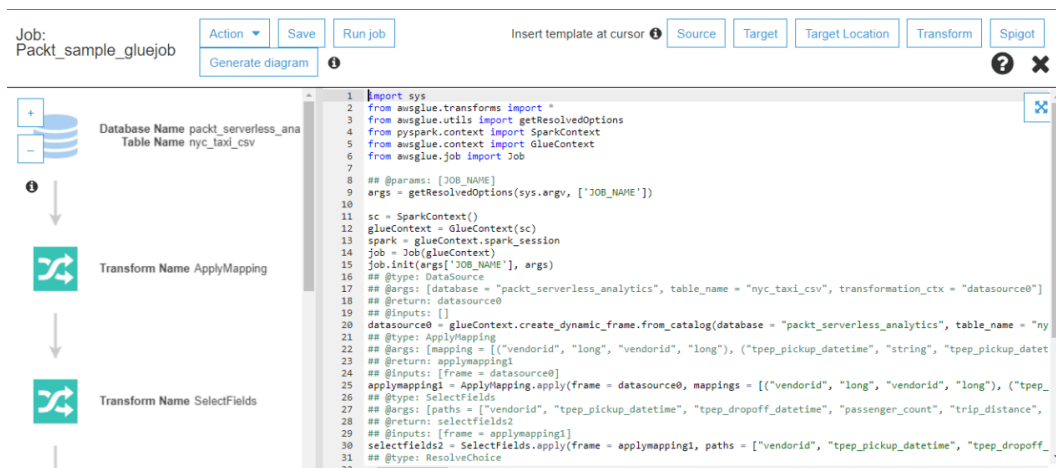 Job:
Packt_sample_gluejob
Action
Save
Run job
Generate diagram
Insert template at cursor
Source
Target
Target Location
Transform
Spigot
+
−
Database Name packt_serverless_ana
Table Name nyc_taxi_csv
Transform Name ApplyMapping
Transform Name SelectFields
1 import sys
2 from awsglue.transforms import *
3 from awsglue.utils import getResolvedOptions
4 from pyspark.context import SparkContext
5 from awsglue.context import GlueContext
6 from awsglue.job import Job
7
8 ## @params: [JOB_NAME]
9 args = getResolvedOptions(sys.argv, ['JOB_NAME'])
10
11 sc = SparkContext()
12 glueContext = GlueContext(sc)
13 spark = glueContext.spark_session
14 job = Job(glueContext)
15 job.init(args['JOB_NAME'], args)
16 ## @type: DataSource
17 ## @args: [database = "packt_serverless_analytics", table_name = "nyc_taxi_csv", transformation_ctx = "datasource0"]
18 ## @return: datasource0
19 ## @inputs: []
20 datasource0 = glueContext.create_dynamic_frame.from_catalog(database = "packt_serverless_analytics", table_name = "ny
21 ## @type: ApplyMapping
22 ## @args: [mapping = [("vendorid", "long", "vendorid", "long"), ("tpep_pickup_datetime", "string", "tpep_pickup_datet
23 ## @return: applymapping1
24 ## @inputs: [frame = datasource0]
25 applymapping1 = ApplyMapping.apply(frame = datasource0, mappings = [("vendorid", "long", "vendorid", "long"), ("tpep_
26 ## @type: SelectFields
27 ## @args: [paths = ["vendorid", "tpep_pickup_datetime", "tpep_dropoff_datetime", "passenger_count", "trip_distance",
28 ## @return: selectfields2
29 ## @inputs: [frame = applymapping1]
30 selectfields2 = SelectFields.apply(frame = applymapping1, paths = ["vendorid", "tpep_pickup_datetime", "tpep_dropoff_
31 ## @type: ResolveChoice